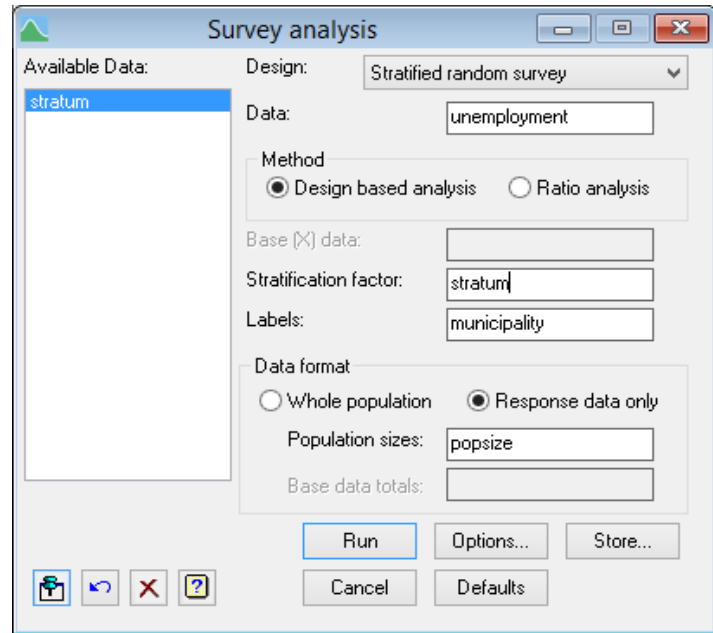 Survey analysis
Available Data:
stratum
Design: Stratified random survey
Data: unemployment
Method
Design based analysis Ratio analysis
Base (X) data:
Stratification factor: stratum
Labels: municipality
Data format
Whole population Response data only
Population sizes: popsize
Base data totals:
Run Options... Store...
Cancel Defaults